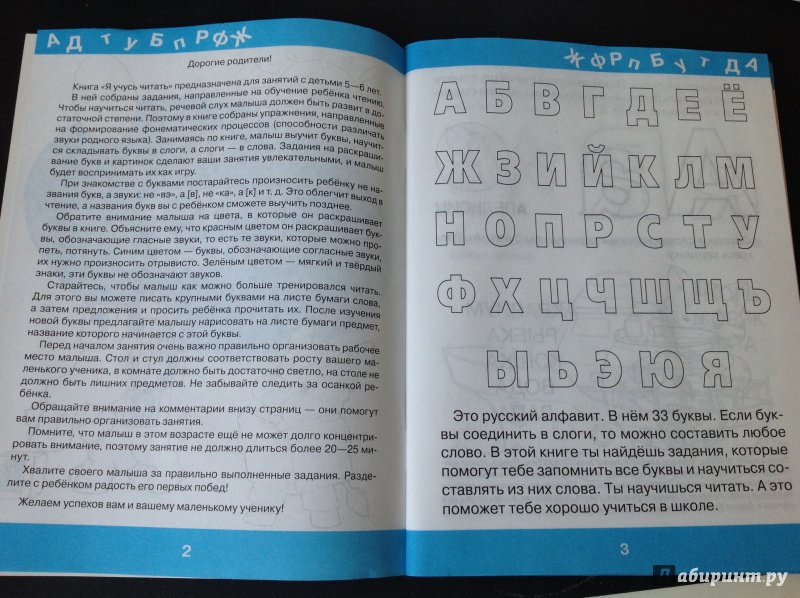 А Д Т У Б П Р Ф Ж
Дорогие родители!
Книга «Я учусь читать» предназначена для занятий с детьми 5—6 лет.
В ней собраны задания, направленные на обучение ребёнка чтению.
Чтобы научиться читать, речевой слух малыша должен быть развит в до-
статочной степени. Поэтому в книге собраны упражнения, направленные
на формирование фонематических процессов (способности различать
звуки родного языка). Занимаясь по книге, малыш выучит буквы, научит-
ся складывать буквы в слоги, а слоги — в слова. Задания на раскраши-
вание букв и картинок сделают ваши занятия увлекательными, и малыш
будет воспринимать их как игру.
При знакомстве с буквами постарайтесь произносить ребёнку не на-
звания букв, а звуки: не «вэ», а [в], не «ка», а [к] и т. д. Это облегчит выход в
чтение, а названия букв вы с ребёнком сможете выучить позднее.
Обратите внимание малыша на цвета, в которые он раскрашивает
буквы в книге. Объясните ему, что красным цветом он раскрашивает бук-
вы, обозначающие гласные звуки, то есть те звуки, которые можно про-
петь, потянуть. Синим цветом — буквы, обозначающие согласные звуки,
их нужно произносить отрывисто. Зелёным цветом — мягкий и твёрдый
знаки, эти буквы не обозначают звуков.
Старайтесь, чтобы малыш как можно больше тренировался читать.
Для этого вы можете писать крупными буквами на листе бумаги слова,
а затем предложения и просить ребёнка прочитать их. После изучения
новой буквы предлагайте малышу нарисовать на листе бумаги предмет,
название которого начинается с этой буквы.
Перед началом занятия очень важно правильно организовать рабочее
место малыша. Стол и стул должны соответствовать росту вашего ма-
ленького ученика, в комнате должно быть достаточно светло, на столе не
должно быть лишних предметов. Не забывайте следить за осанкой ре-
бёнка.
Обращайте внимание на комментарии внизу страниц — они помогут
вам правильно организовать занятия.
Помните, что малыш в этом возрасте ещё не может долго концентри-
ровать внимание, поэтому занятие не должно длиться более 20—25 ми-
нут.
Хвалите своего малыша за правильно выполненные задания. Разде-
лите с ребёнком радость его первых побед!
Желаем успехов вам и вашему маленькому ученику!
2
Ж Ф Р П Б У Т Д А
А Б В Г Д Е Ё
Ж З И Й К Л М
Н О П Р С Т У
Ф Х Ц Ч Ш Щ Ъ
Ы Ь Э Ю Я
Это русский алфавит. В нём 33 буквы. Если бук-
вы соединить в слоги, то можно составить любое
слово. В этой книге ты найдёшь задания, которые
помогут тебе запомнить все буквы и научиться со-
ставлять из них слова. Ты научишься читать. А это
поможет тебе хорошо учиться в школе.
3
Лабиринт.ру